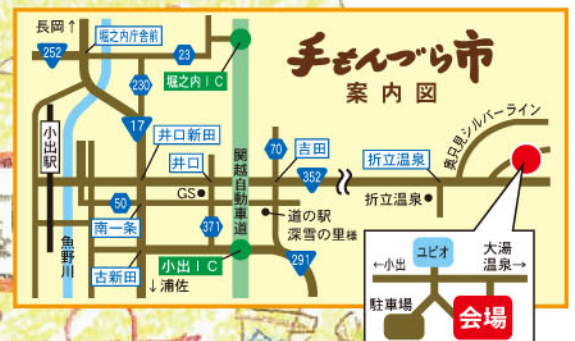 手もんづら市
案内図
長岡↑
堀之内庁舎前
252
23
230
堀之内IC
17
小出駅
井口新田
井口
関越自動車道
70
吉田
352
折立温泉
奥只見シルバーライン
GS
折立温泉
50
371
道の駅
深雪の里様
南一条
魚野川
古新田
小出IC
291
↓浦佐
ユピオ
←小出
大湯
温泉→
駐車場
会場